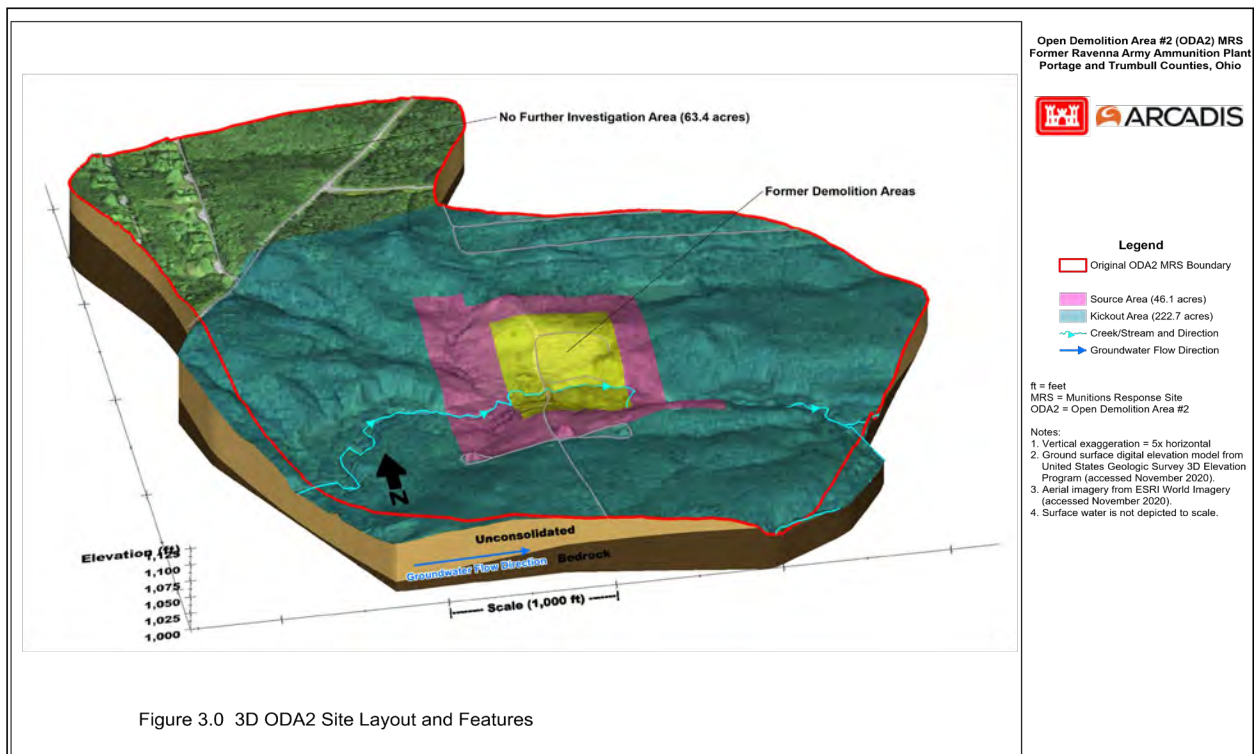 Open Demolition Area #2 (ODA2) MRS
Former Ravenna Army Ammunition Plant
Portage and Trumbull Counties, Ohio
ARCADIS
No Further Investigation Area (63.4 acres)
Former Demolition Areas
N
Unconsolidated
Bedrock
Groundwater Flow Direction
Scale (1,000 ft)
Elevation (ft)
1,125
1,100
1,075
1,050
1,025
1,000
Legend
Original ODA2 MRS Boundary
Source Area (46.1 acres)
Kickout Area (222.7 acres)
Creek/Stream and Direction
Groundwater Flow Direction
ft = feet
MRS = Munitions Response Site
ODA2 = Open Demolition Area #2
Notes:
1. Vertical exaggeration = 5x horizontal
2. Ground surface digital elevation model from
United States Geologic Survey 3D Elevation
Program (accessed November 2020).
3. Aerial imagery from ESRI World Imagery
(accessed November 2020).
4. Surface water is not depicted to scale.
Figure 3.0 3D ODA2 Site Layout and Features